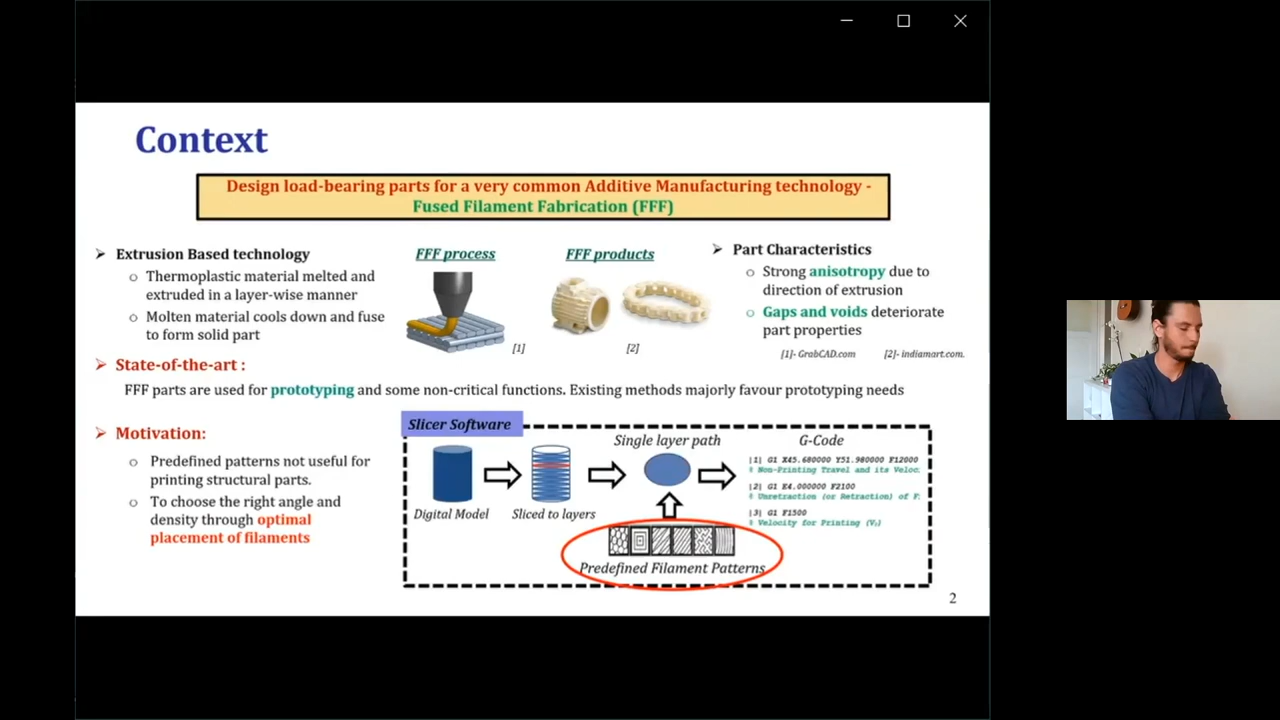 Context
Design load-bearing parts for a very common Additive Manufacturing technology -
Fused Filament Fabrication (FFF)
➢ Extrusion Based technology
o Thermoplastic material melted and
extruded in a layer-wise manner
o Molten material cools down and fuse
to form solid part
FFF process
[1]
FFF products
[2]
➢ Part Characteristics
o Strong anisotropy due to
direction of extrusion
o Gaps and voids deteriorate
part properties
[1]- GrabCAD.com [2]- indiamart.com.
➢ State-of-the-art :
FFF parts are used for prototyping and some non-critical functions. Existing methods majorly favour prototyping needs
➢ Motivation:
o Predefined patterns not useful for
printing structural parts.
o To choose the right angle and
density through optimal
placement of filaments
Slicer Software
Digital Model
Sliced to layers
Single layer path
Predefined Filament Patterns
G-Code
|1| G1 X45.680000 Y51.980000 F12000
% Non-Printing Travel and its Veloc
|2| G1 E4.000000 F2100
% Unretraction (or Retraction) of F
|3| G1 F1500
% Velocity for Printing (V
2